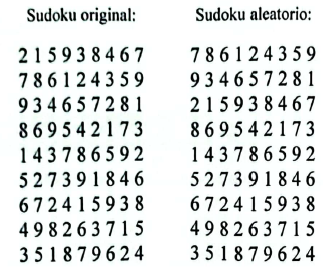 Sudoku original: Sudoku aleatorio:
2 1 5 9 3 8 4 6 7 7 8 6 1 2 4 3 5 9
7 8 6 1 2 4 3 5 9 9 3 4 6 5 7 2 8 1
9 3 4 6 5 7 2 8 1 2 1 5 9 3 8 4 6 7
8 6 9 5 4 2 1 7 3 8 6 9 5 4 2 1 7 3
1 4 3 7 8 6 5 9 2 1 4 3 7 8 6 5 9 2
5 2 7 3 9 1 8 4 6 5 2 7 3 9 1 8 4 6
6 7 2 4 1 5 9 3 8 6 7 2 4 1 5 9 3 8
4 9 8 2 6 3 7 1 5 4 9 8 2 6 3 7 1 5
3 5 1 8 7 9 6 2 4 3 5 1 8 7 9 6 2 4